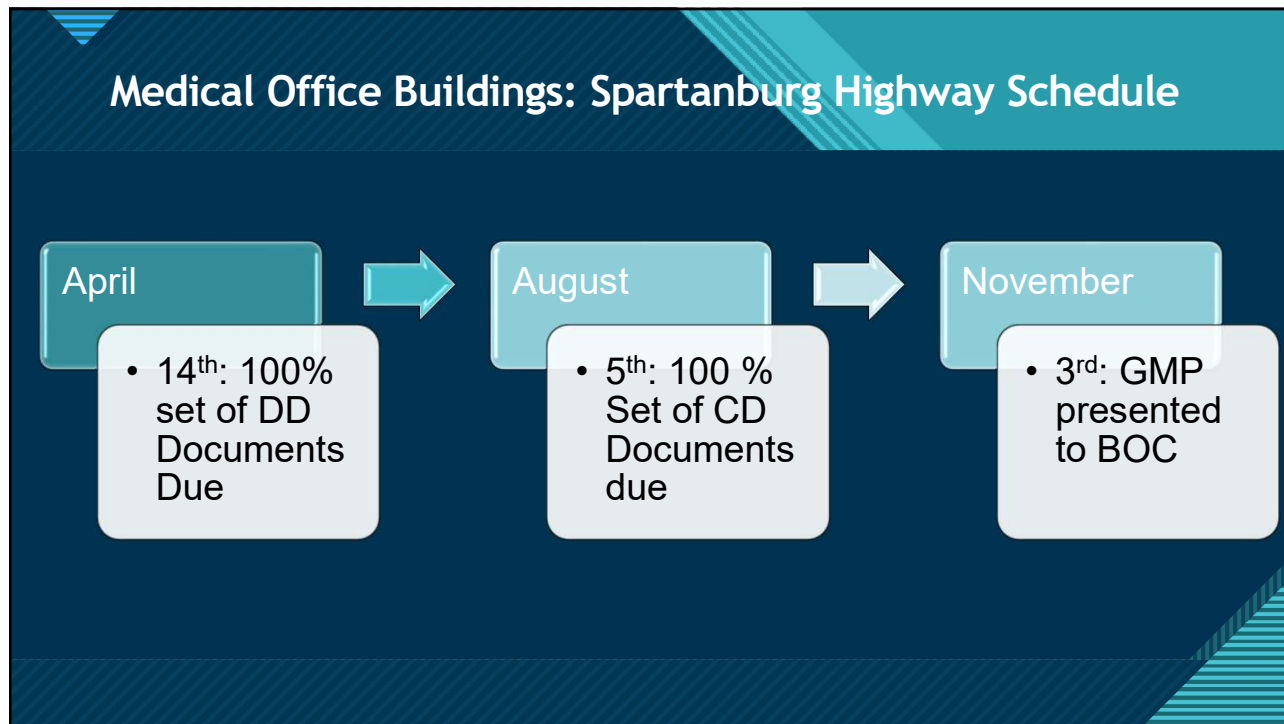 Medical Office Buildings: Spartanburg Highway Schedule
April
• 14th: 100%
set of DD
Documents
Due
August
• 5th: 100 %
Set of CD
Documents
due
November
• 3rd: GMP
presented
to BOC